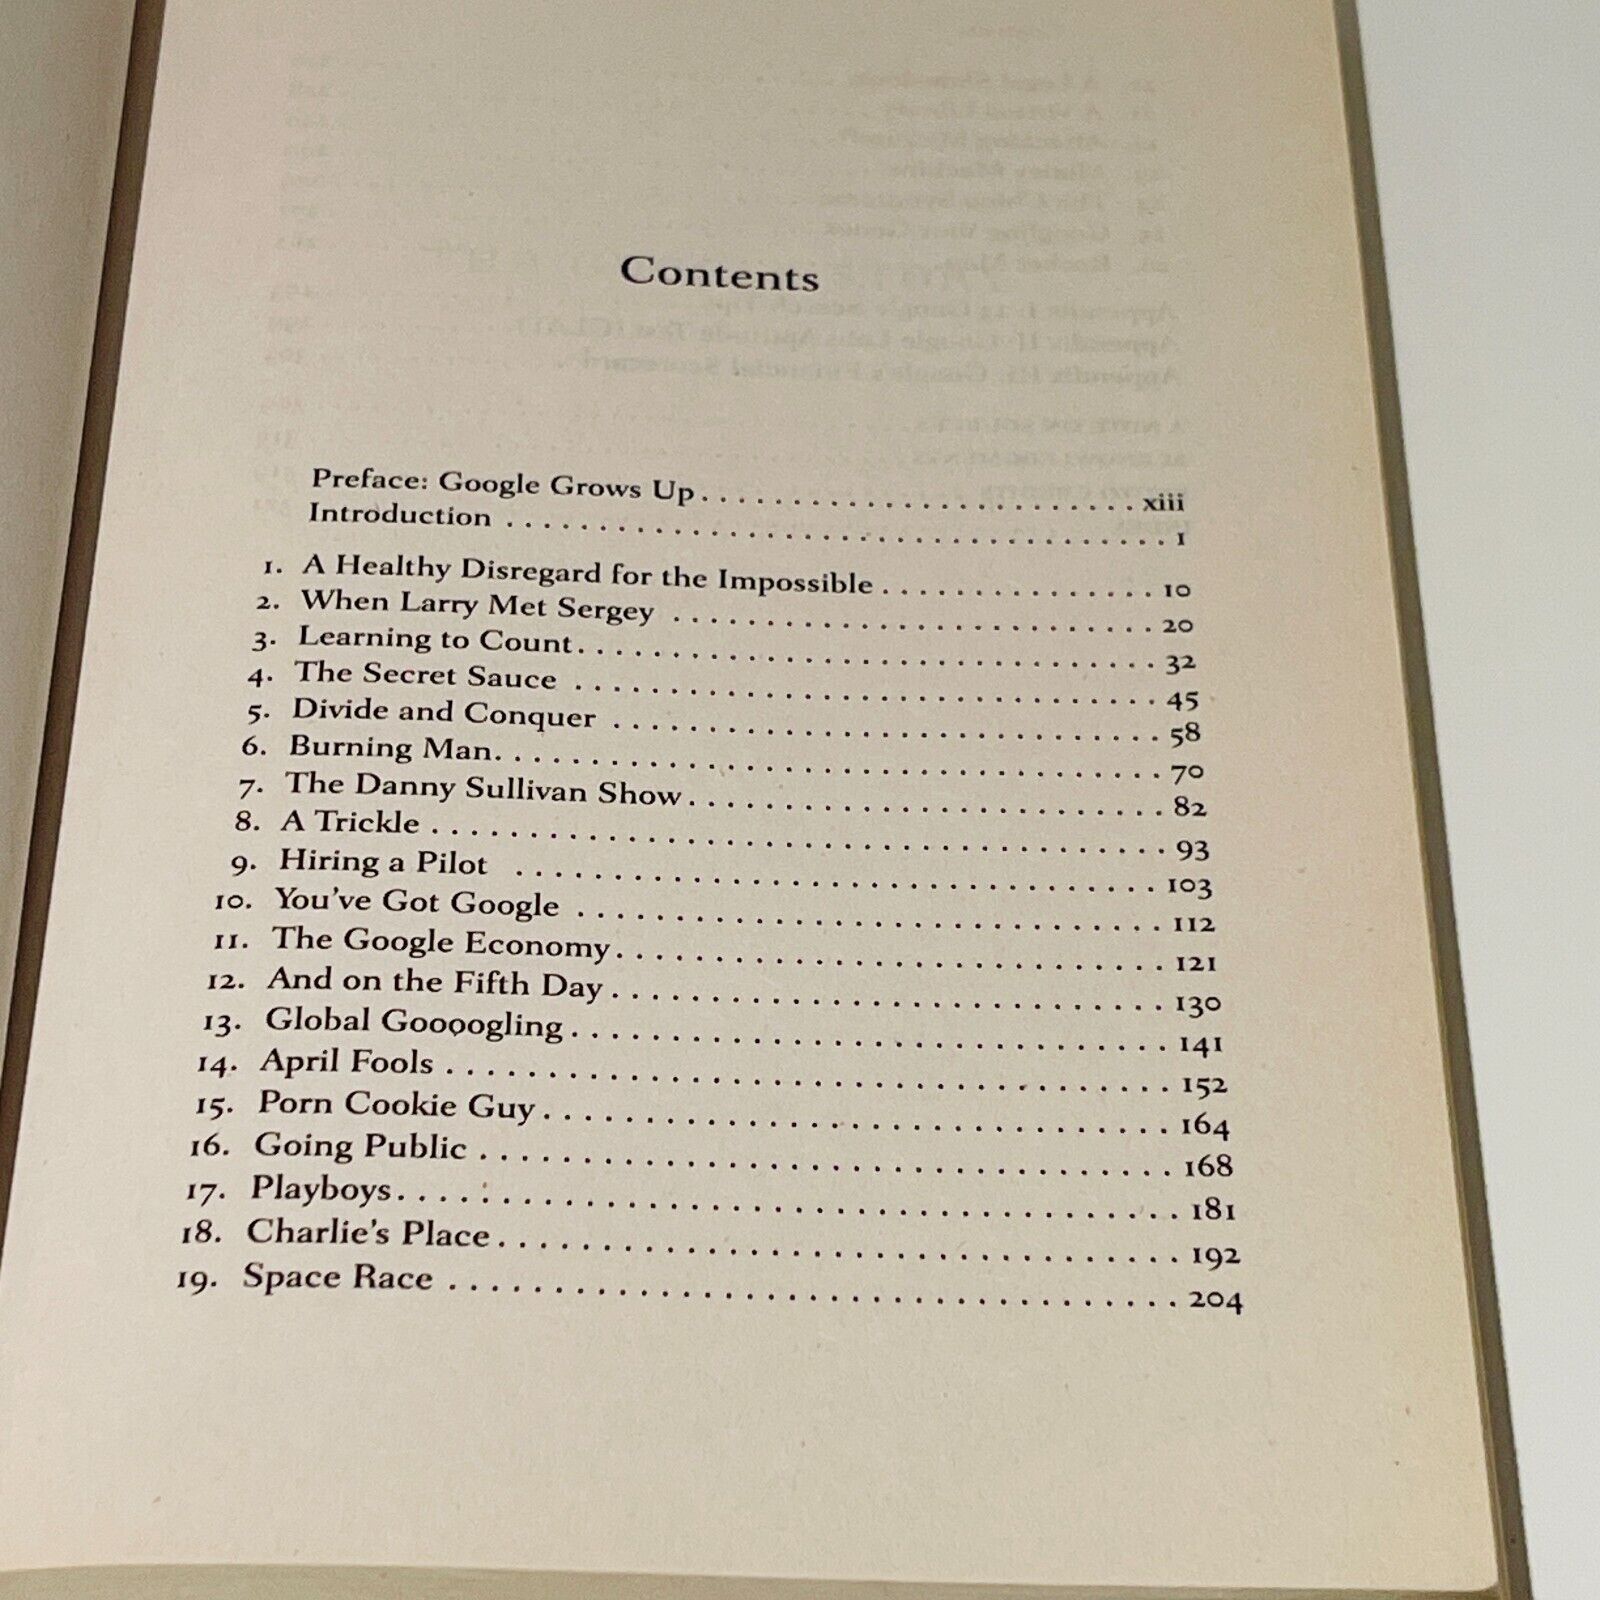 Contents
Preface: Google Grows Up . . . . . . . . . . . . . . . . . . . . . . . xiii
Introduction . . . . . . . . . . . . . . . . . . . . . . . . . . . . . . . . . . . 1
1. A Healthy Disregard for the Impossible . . . . . . . . . . . . . . . 10
2. When Larry Met Sergey . . . . . . . . . . . . . . . . . . . . . . . . . . 20
3. Learning to Count . . . . . . . . . . . . . . . . . . . . . . . . . . . . . . . 32
4. The Secret Sauce . . . . . . . . . . . . . . . . . . . . . . . . . . . . . . . 45
5. Divide and Conquer . . . . . . . . . . . . . . . . . . . . . . . . . . . . . 58
6. Burning Man . . . . . . . . . . . . . . . . . . . . . . . . . . . . . . . . . . . 70
7. The Danny Sullivan Show . . . . . . . . . . . . . . . . . . . . . . . . . 82
8. A Trickle . . . . . . . . . . . . . . . . . . . . . . . . . . . . . . . . . . . . . . 93
9. Hiring a Pilot . . . . . . . . . . . . . . . . . . . . . . . . . . . . . . . . . 103
10. You've Got Google . . . . . . . . . . . . . . . . . . . . . . . . . . . . . . 112
11. The Google Economy . . . . . . . . . . . . . . . . . . . . . . . . . . . . 121
12. And on the Fifth Day . . . . . . . . . . . . . . . . . . . . . . . . . . . . 130
13. Global Goooogling . . . . . . . . . . . . . . . . . . . . . . . . . . . . . . 141
14. April Fools . . . . . . . . . . . . . . . . . . . . . . . . . . . . . . . . . . . . 152
15. Porn Cookie Guy . . . . . . . . . . . . . . . . . . . . . . . . . . . . . . . 164
16. Going Public . . . . . . . . . . . . . . . . . . . . . . . . . . . . . . . . . . 168
17. Playboys . . . . . . . . . . . . . . . . . . . . . . . . . . . . . . . . . . . . . . 181
18. Charlie's Place . . . . . . . . . . . . . . . . . . . . . . . . . . . . . . . . . 192
19. Space Race . . . . . . . . . . . . . . . . . . . . . . . . . . . . . . . . . . . 204